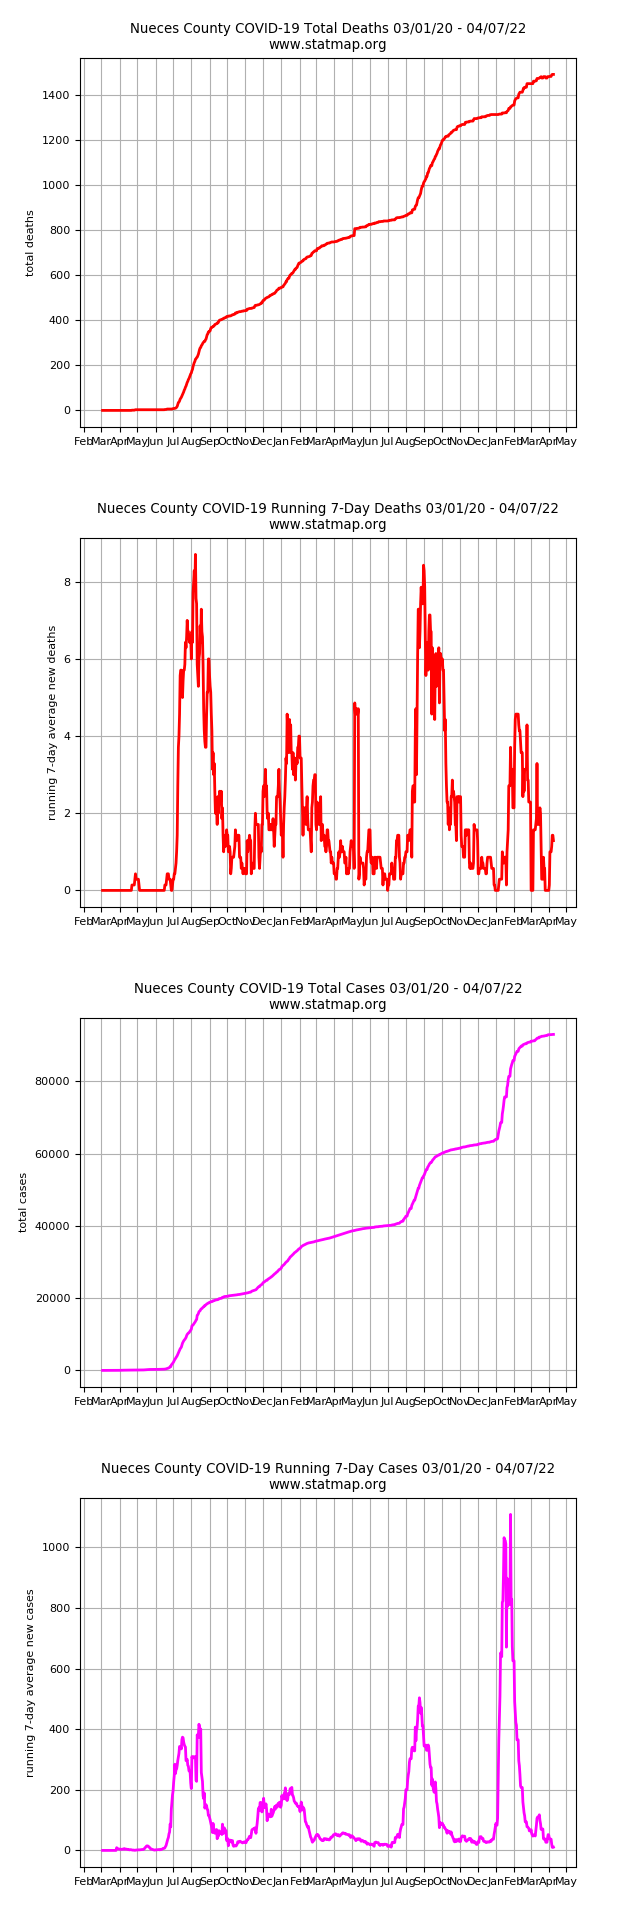 Nueces County COVID-19 Total Deaths 03/01/20 - 04/07/22
www.statmap.org
total deaths
1400
1200
1000
800
600
400
200
0
Feb Mar Apr May Jun Jul Aug Sep Oct Nov Dec Jan Feb Mar Apr May Jun Jul Aug Sep Oct Nov Dec Jan Feb Mar Apr May
Nueces County COVID-19 Running 7-Day Deaths 03/01/20 - 04/07/22
www.statmap.org
running 7-day average new deaths
8
6
4
2
0
Feb Mar Apr May Jun Jul Aug Sep Oct Nov Dec Jan Feb Mar Apr May Jun Jul Aug Sep Oct Nov Dec Jan Feb Mar Apr May
Nueces County COVID-19 Total Cases 03/01/20 - 04/07/22
www.statmap.org
total cases
80000
60000
40000
20000
0
Feb Mar Apr May Jun Jul Aug Sep Oct Nov Dec Jan Feb Mar Apr May Jun Jul Aug Sep Oct Nov Dec Jan Feb Mar Apr May
Nueces County COVID-19 Running 7-Day Cases 03/01/20 - 04/07/22
www.statmap.org
running 7-day average new cases
1000
800
600
400
200
0
Feb Mar Apr May Jun Jul Aug Sep Oct Nov Dec Jan Feb Mar Apr May Jun Jul Aug Sep Oct Nov Dec Jan Feb Mar Apr May